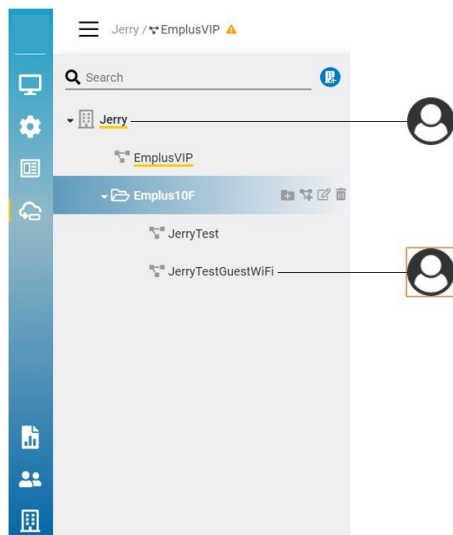 Jerry / EmplusVIP
Search
Jerry
EmplusVIP
Emplus10F
JerryTest
JerryTestGuestWiFi